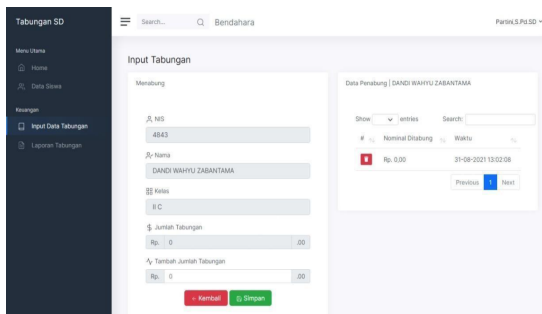 Tabungan SD
Search...
Bendahara
Partini,S.Pd.SD
Menu Utama
Home
Data Siswa
Keuangan
Input Data Tabungan
Laporan Tabungan
Input Tabungan
Menabung
NIS
4843
Nama
DANDI WAHYU ZABANTAMA
Kelas
II C
Jumlah Tabungan
Rp. 0 .00
Tambah Jumlah Tabungan
Rp. 0 .00
Kembali Simpan
Data Penabung | DANDI WAHYU ZABANTAMA
Show entries Search:
# Nominal Ditabung Waktu
Rp. 0,00 31-08-2021 13:02:08
Previous 1 Next